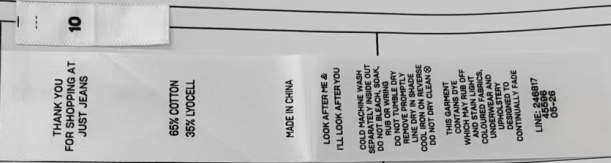 10
THANK YOU
FOR SHOPPING AT
JUST JEANS
65% COTTON
35% LYOCELL
MADE IN CHINA
LOOK AFTER ME &
I'LL LOOK AFTER YOU
COLD MACHINE WASH
SEPARATELY INSIDE OUT
DO NOT BLEACH, SOAK,
RUB OR WRING
DO NOT TUMBLE DRY
REMOVE PROMPTLY
LINE DRY IN SHADE
COOL IRON ON REVERSE
DO NOT DRY CLEAN
THIS GARMENT
CONTAINS DYE
WHICH MAY RUB OFF
AND STAIN LIGHT
COLOURED FABRICS,
UNDERWEAR AND
UPHOLSTERY
DESIGNED TO
CONTINUALLY FADE
LINE: 246817
45596
05-26